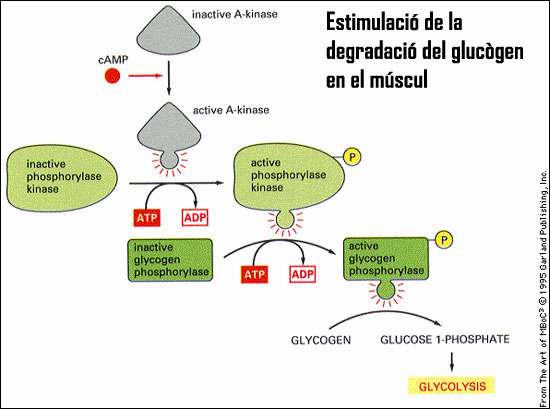 inactive A-kinase
Estimulació de la
degradació del glucògen
en el múscul
cAMP
active A-kinase
inactive
phosphorylase
kinase
active
phosphorylase
kinase
P
ATP
ADP
inactive
glycogen
phosphorylase
ATP
ADP
active
glycogen
phosphorylase
P
GLYCOGEN
GLUCOSE 1-PHOSPHATE
GLYCOLYSIS
From The Art of MBoC³ © 1995 Garland Publishing, Inc.